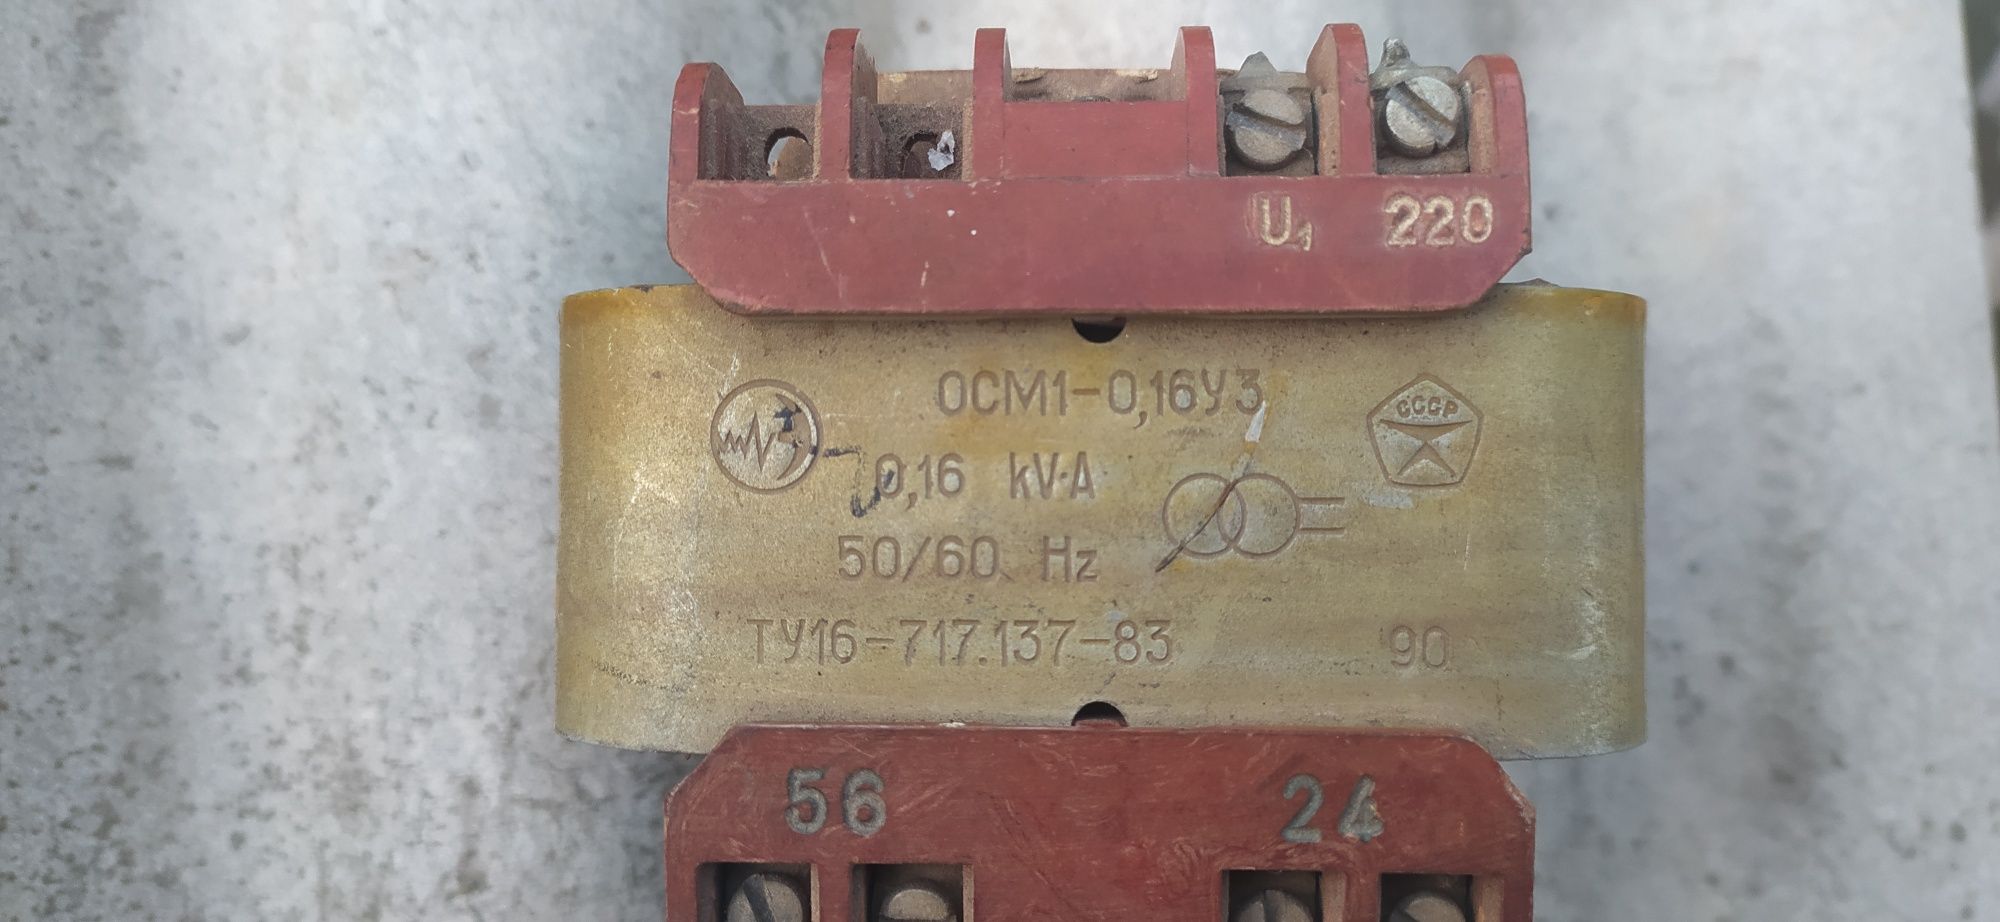 U₁ 220
ОСМ1-0,16У3
СССР
0,16 kV·A
50/60 Hz
ТУ16-717.137-83 90
56 24